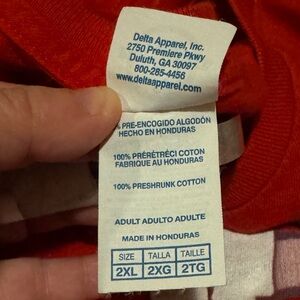 Delta Apparel, Inc.
2750 Premiere Pkwy
Duluth, GA 30097
800-285-4456
www.deltaapparel.com
% PRE-ENCOGIDO ALGODÓN
HECHO EN HONDURAS
100% PRÉRÉTRÉCI COTON
FABRIQUE AU HONDURAS
100% PRESHRUNK COTTON
ADULT ADULTO ADULTE
MADE IN HONDURAS
SIZE TALLA TAILLE
2XL 2XG 2TG